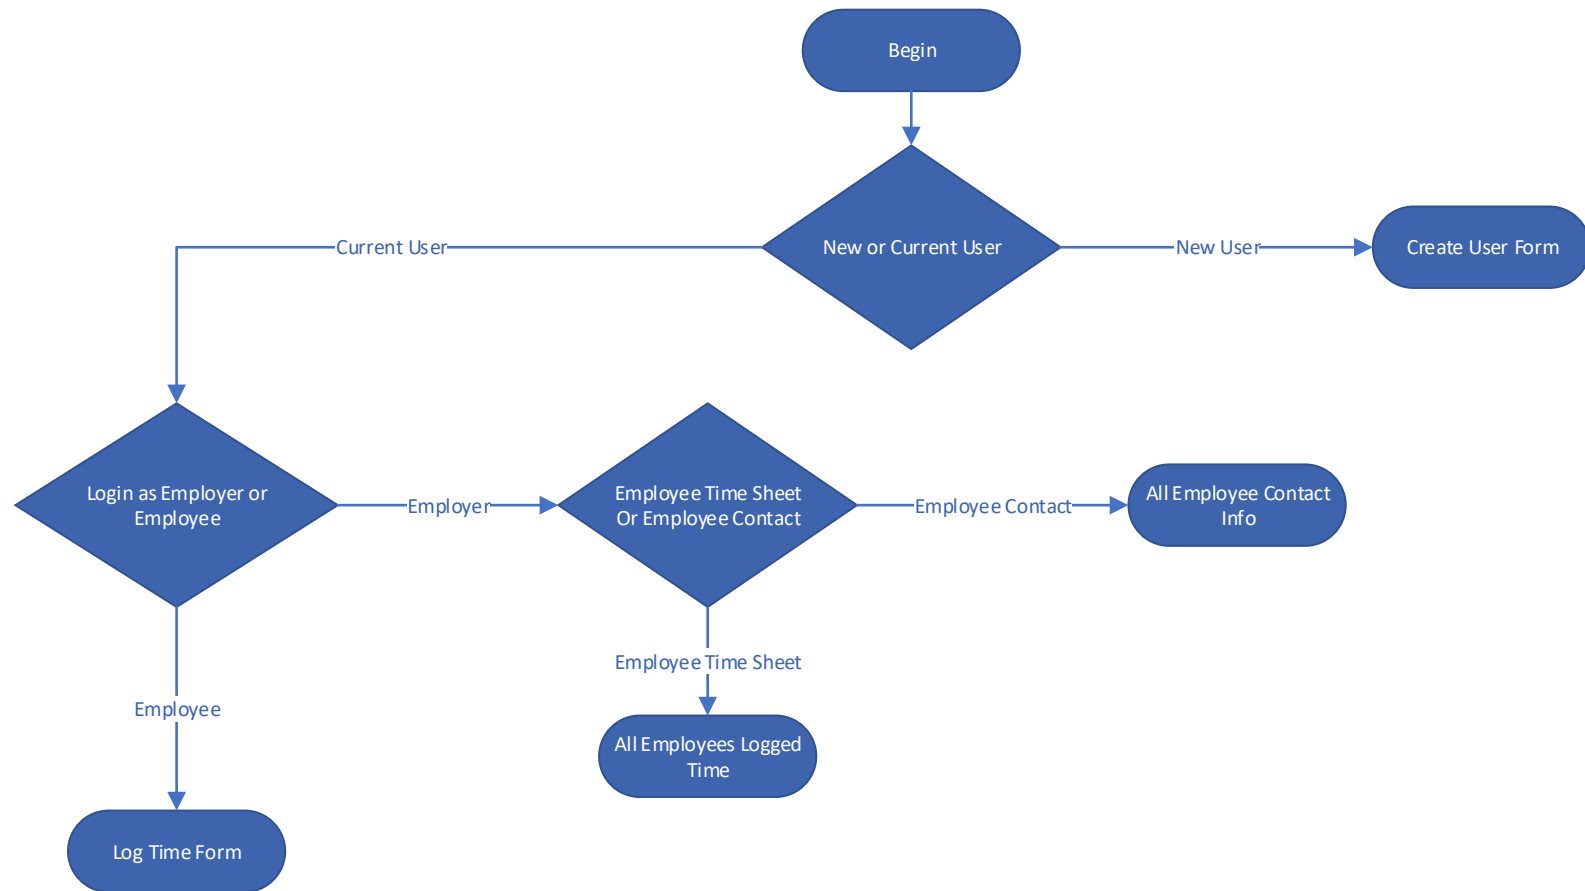 Begin
Current User
New or Current User
New User
Create User Form
Login as Employer or
Employee
Employer
Employee Time Sheet
Or Employee Contact
Employee Contact
All Employee Contact
Info
Employee Time Sheet
Employee
All Employees Logged
Time
Log Time Form